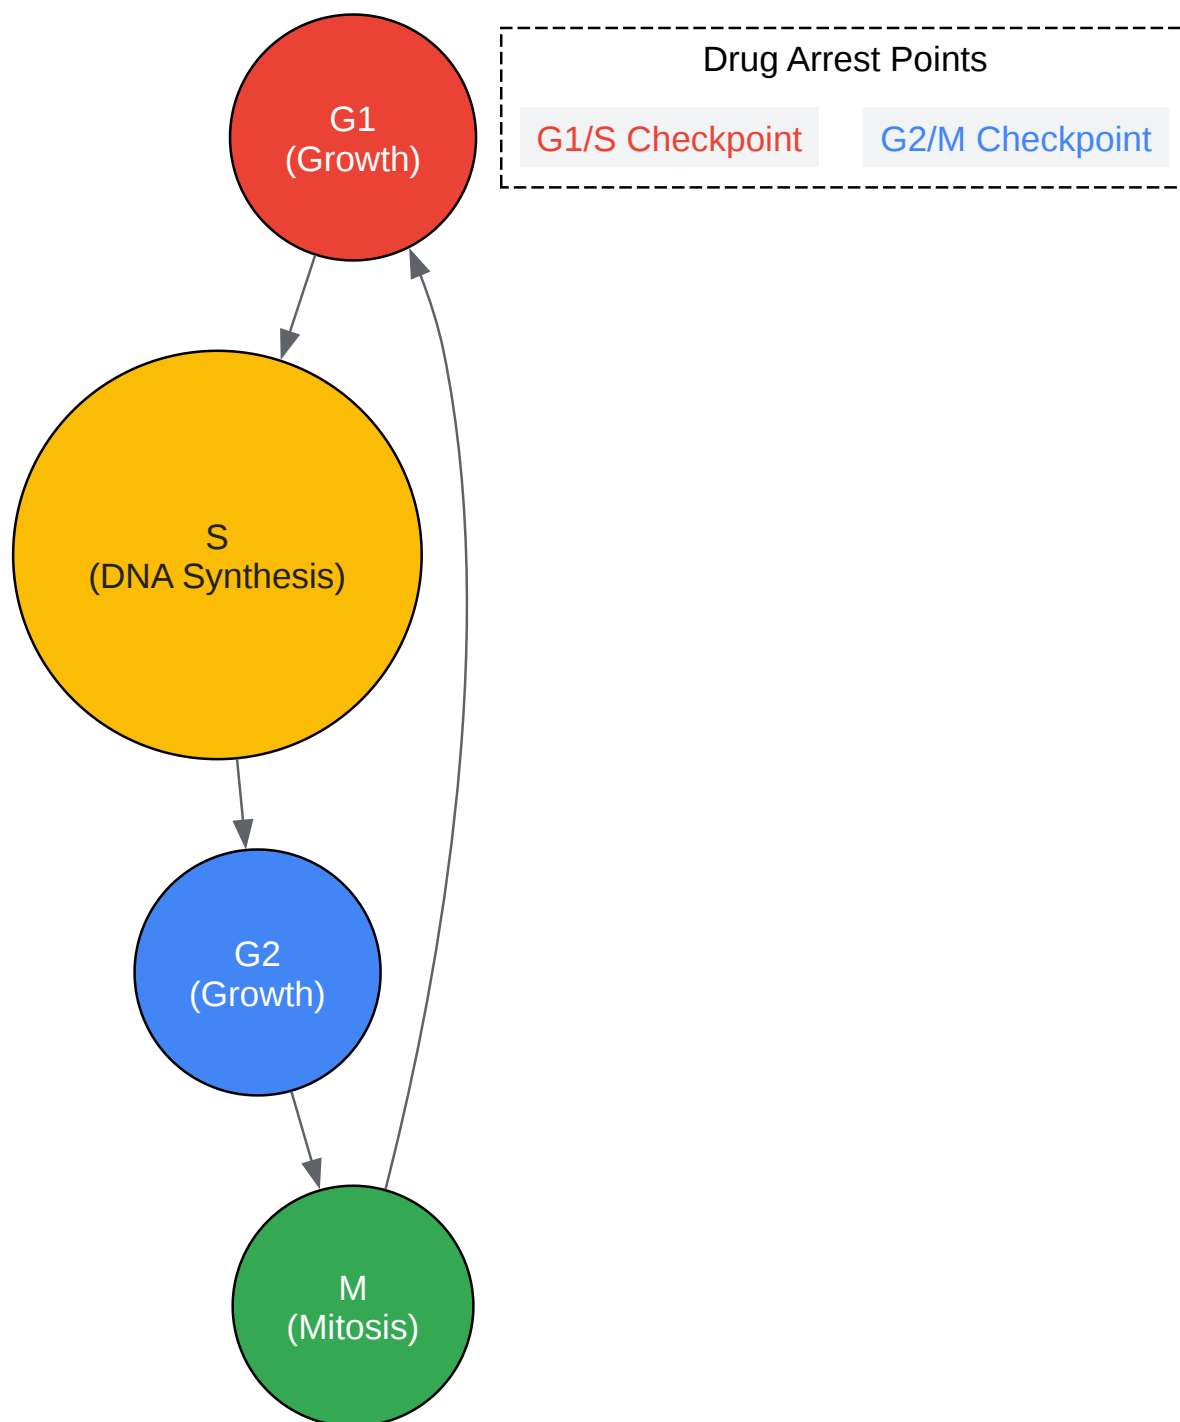 G1
(Growth)
Drug Arrest Points
G1/S Checkpoint
G2/M Checkpoint
S
(DNA Synthesis)
G2
(Growth)
M
(Mitosis)